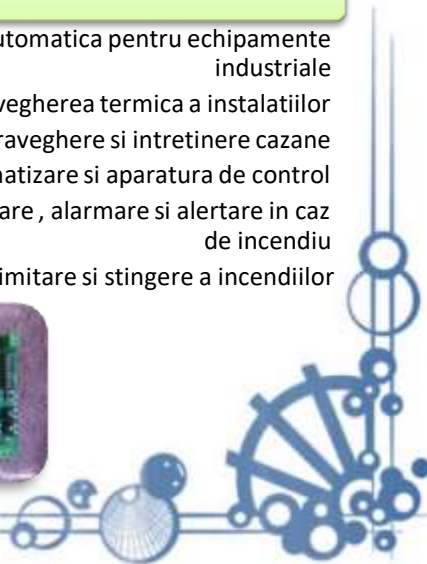 utomatica pentru echipamente
industriale
vegherea termica a instalatiilor
raveghere si intretinere cazane
natizare si aparatura de control
are , alarmare si alertare in caz
de incendiu
imitare si stingere a incendiilor